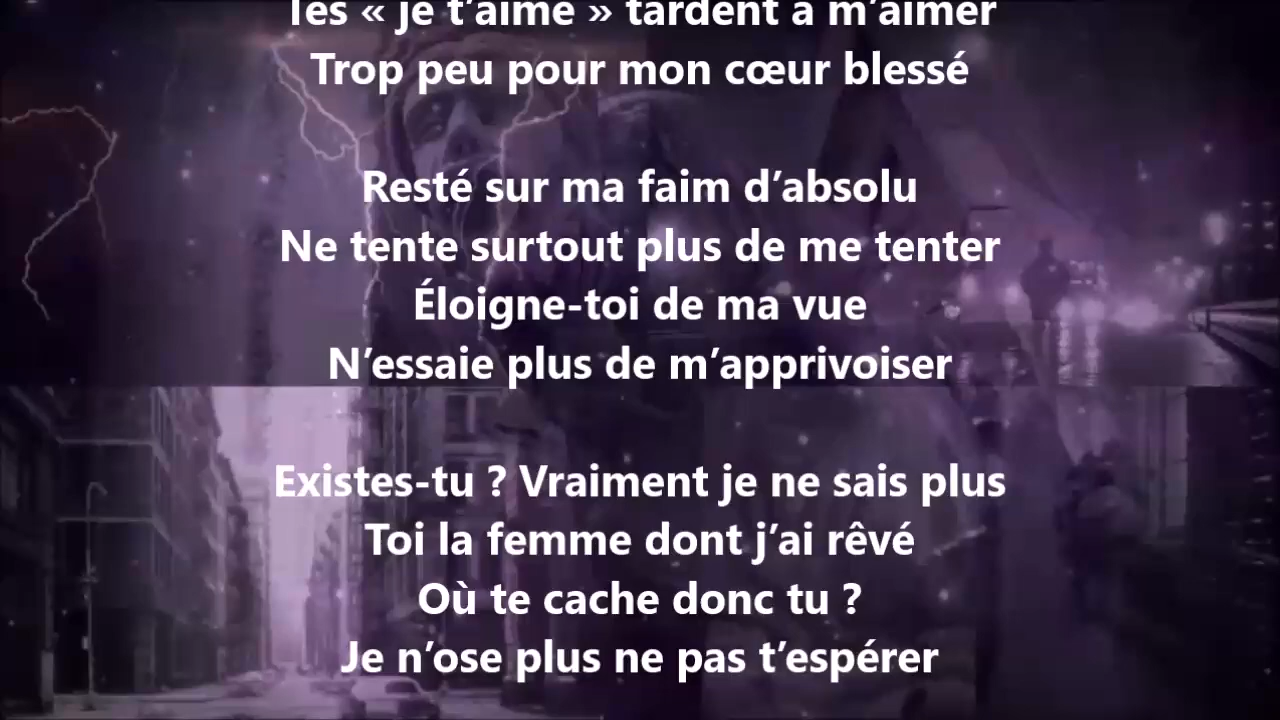 Tes « je t’aime » tardent à m’aimer
Trop peu pour mon cœur blessé
Resté sur ma faim d’absolu
Ne tente surtout plus de me tenter
Éloigne-toi de ma vue
N’essaie plus de m’apprivoiser
Existes-tu ? Vraiment je ne sais plus
Toi la femme dont j’ai rêvé
Où te cache donc tu ?
Je n’ose plus ne pas t’espérer